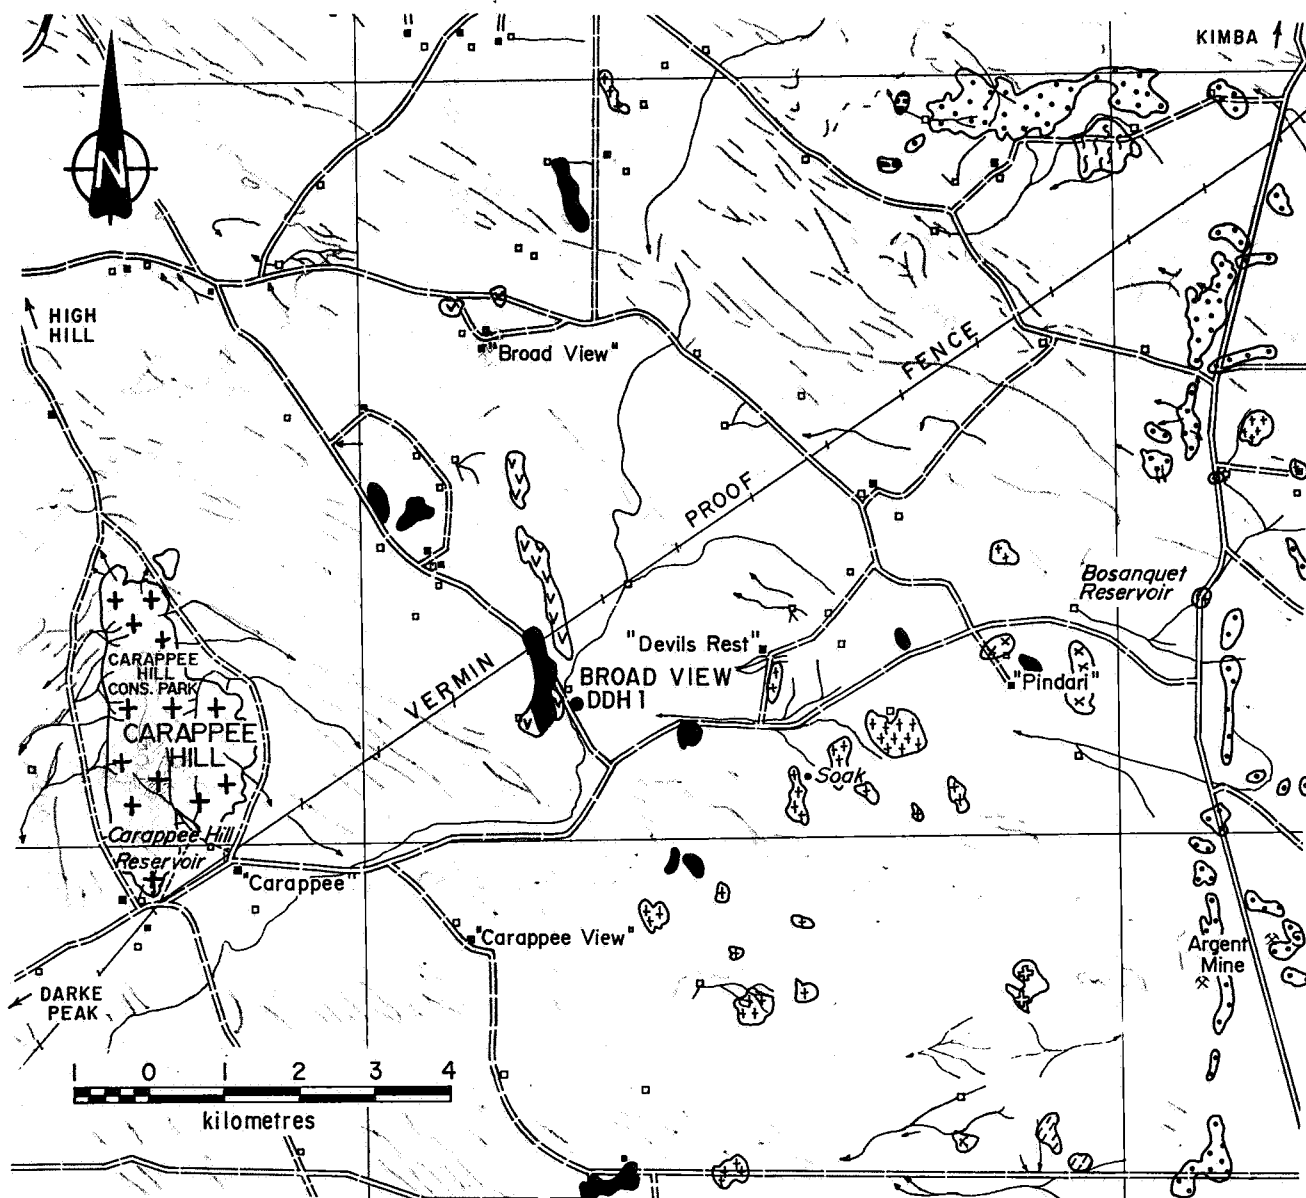 KIMBA
N
HIGH
HILL
"Broad View"
FENCE
PROOF
VERMIN
Bosanquet
Reservoir
"Devils Rest"
BROAD VIEW
DDH 1
"Pindari"
CARAPPEE
HILL
CONS. PARK
CARAPPEE
HILL
Soak
Carappee Hill
Reservoir
"Carappee"
"Carappee View"
Argent
Mine
DARKE
PEAK
1 0 1 2 3 4
kilometres